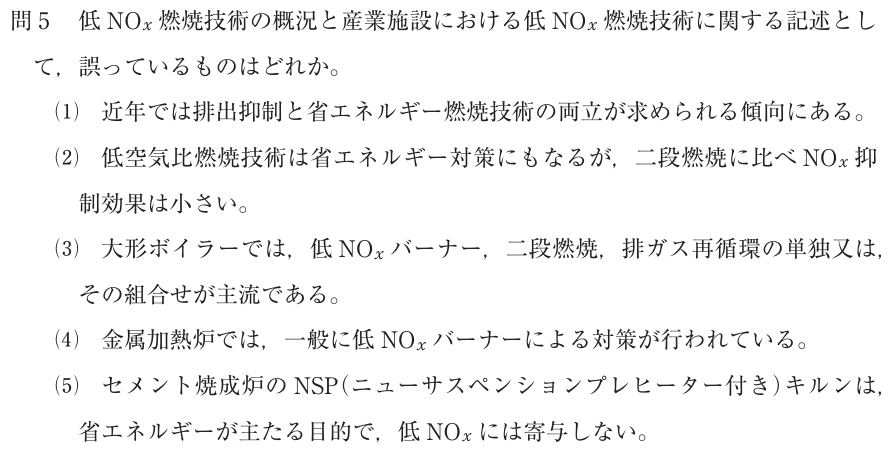 問5 低 NOx 燃焼技術の概況と産業施設における低 NOx 燃焼技術に関する記述とし
て，誤っているものはどれか。
(1) 近年では排出抑制と省エネルギー燃焼技術の両立が求められる傾向にある。
(2) 低空気比燃焼技術は省エネルギー対策にもなるが，二段燃焼に比べ NOx 抑
制効果は小さい。
(3) 大形ボイラーでは，低 NOx バーナー，二段燃焼，排ガス再循環の単独又は，
その組合せが主流である。
(4) 金属加熱炉では，一般に低 NOx バーナーによる対策が行われている。
(5) セメント焼成炉の NSP(ニューサスペンションプレヒーター付き)キルンは，
省エネルギーが主たる目的で，低 NOx には寄与しない。